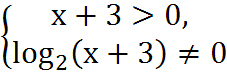 x + 3 > 0,
log₂(x + 3) ≠ 0